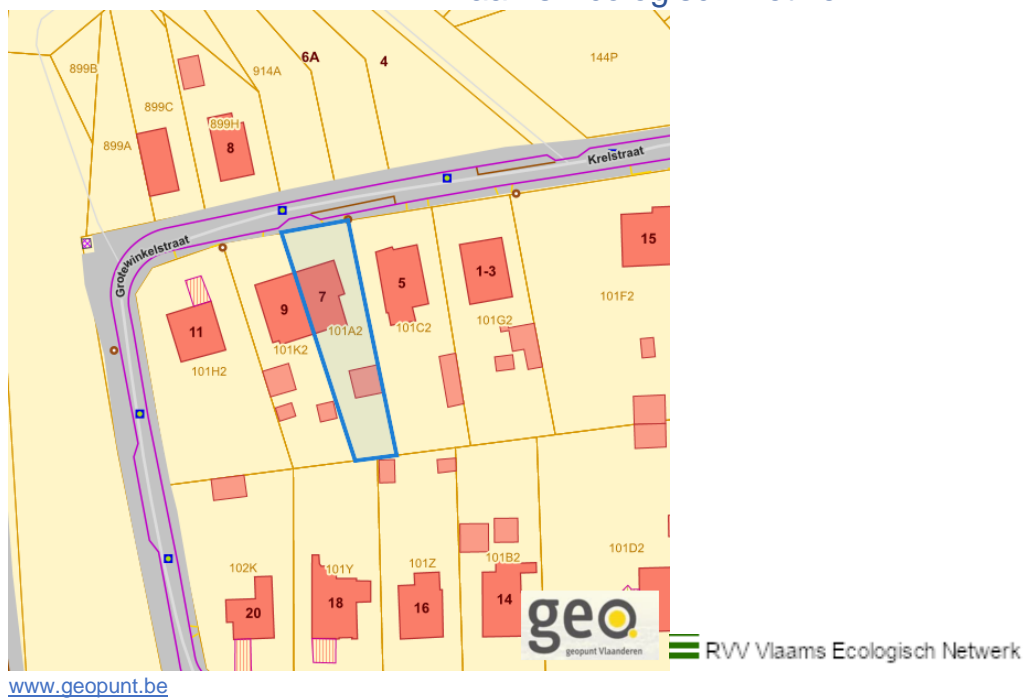 6A
4
144P
899B
914A
899C
899H
8
899A
Krelstraat
Grotewinkelstraat
15
1-3
5
7
9
11
101F2
101G2
101C2
101A2
101K2
101H2
101D2
101B2
101Z
101Y
102K
14
16
18
20
geo.
geopunt Vlaanderen
RVV Vlaams Ecologisch Netwerk
www.geopunt.be